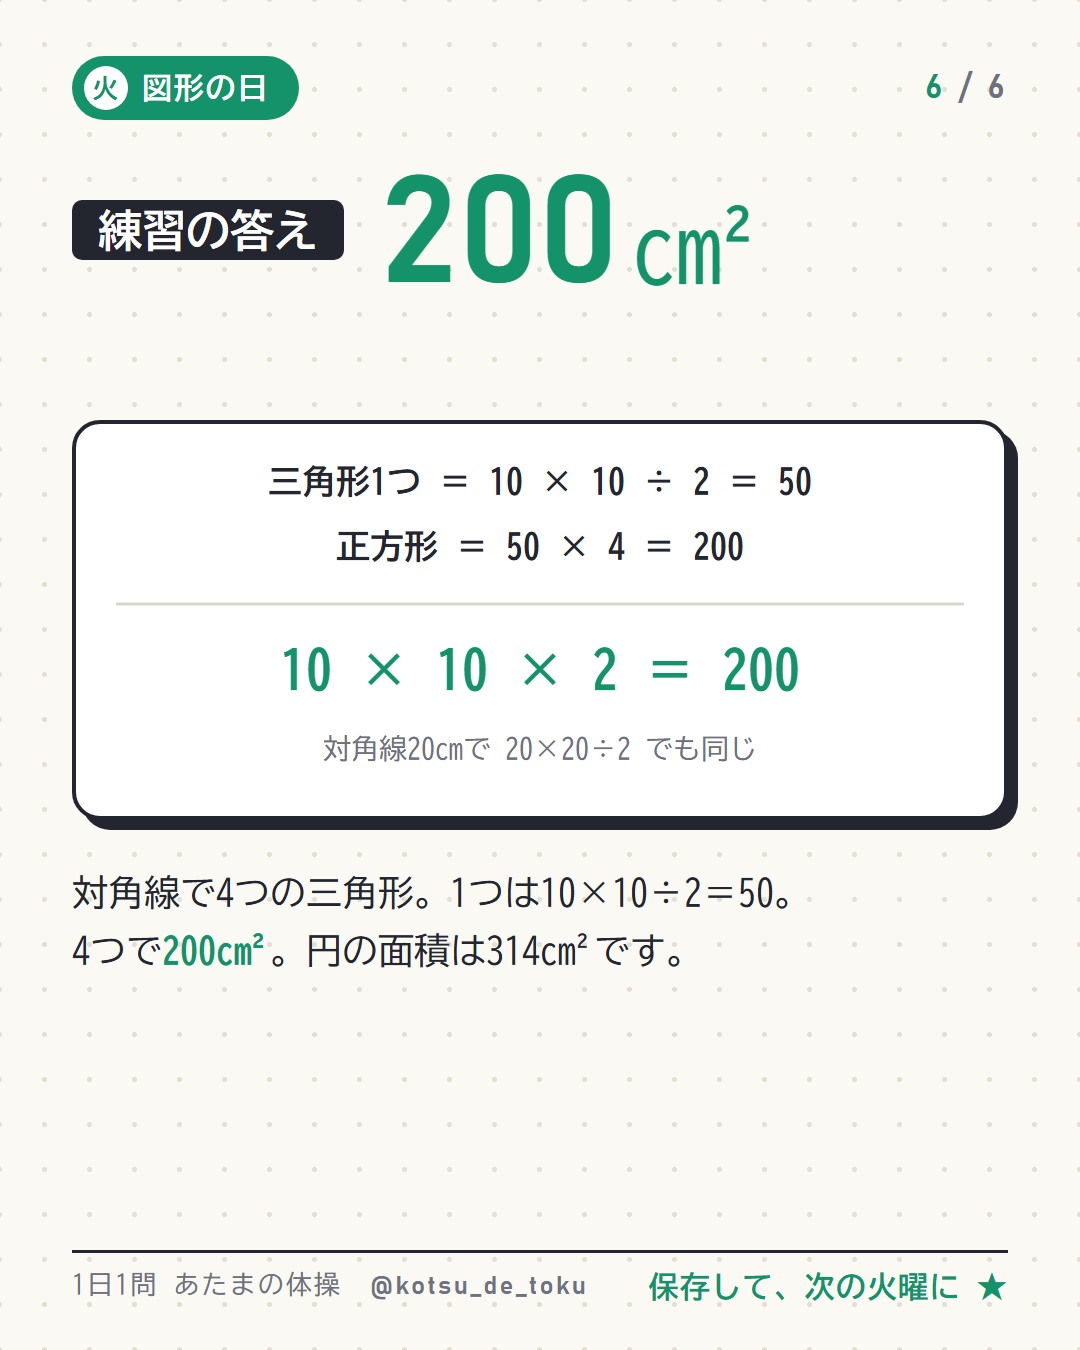 火 図形の日
6 / 6
練習の答え 200 cm²
三角形1つ = 10 × 10 ÷ 2 = 50
正方形 = 50 × 4 = 200
10 × 10 × 2 = 200
対角線20cmで 20×20÷2 でも同じ
対角線で4つの三角形。1つは10×10÷2=50。
4つで200cm²。円の面積は314cm²です。
1日1問 あたまの体操 @kotsu_de_toku 保存して、次の火曜に ★